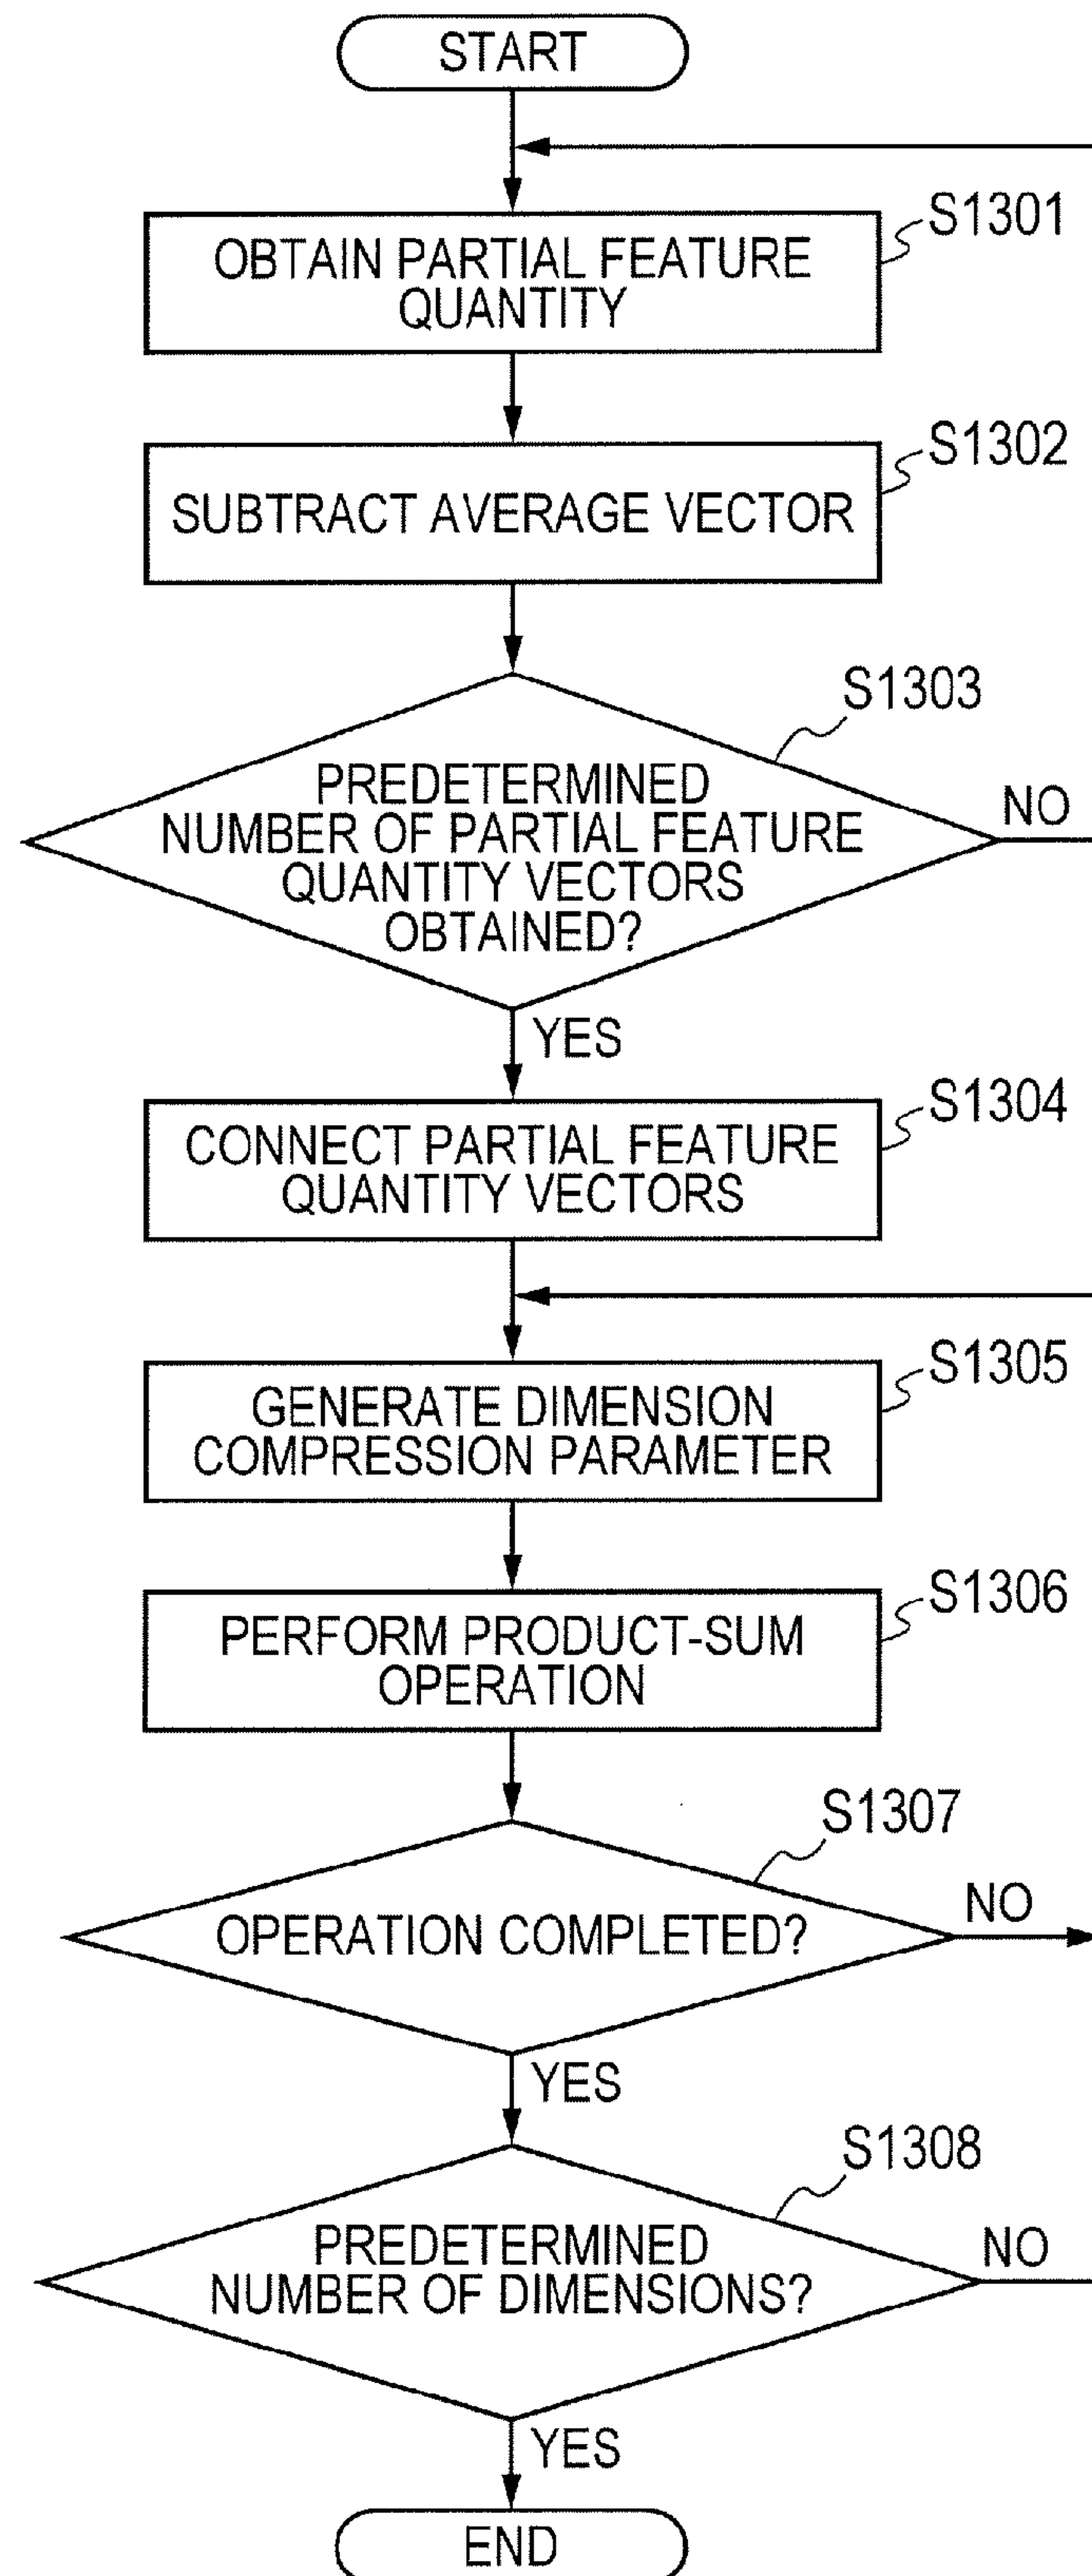 START
S1301
OBTAIN PARTIAL FEATURE
QUANTITY
S1302
SUBTRACT AVERAGE VECTOR
S1303
PREDETERMINED
NUMBER OF PARTIAL FEATURE
QUANTITY VECTORS
OBTAINED?
NO
YES
S1304
CONNECT PARTIAL FEATURE
QUANTITY VECTORS
S1305
GENERATE DIMENSION
COMPRESSION PARAMETER
S1306
PERFORM PRODUCT-SUM
OPERATION
S1307
OPERATION COMPLETED?
NO
YES
S1308
PREDETERMINED
NUMBER OF DIMENSIONS?
NO
YES
END